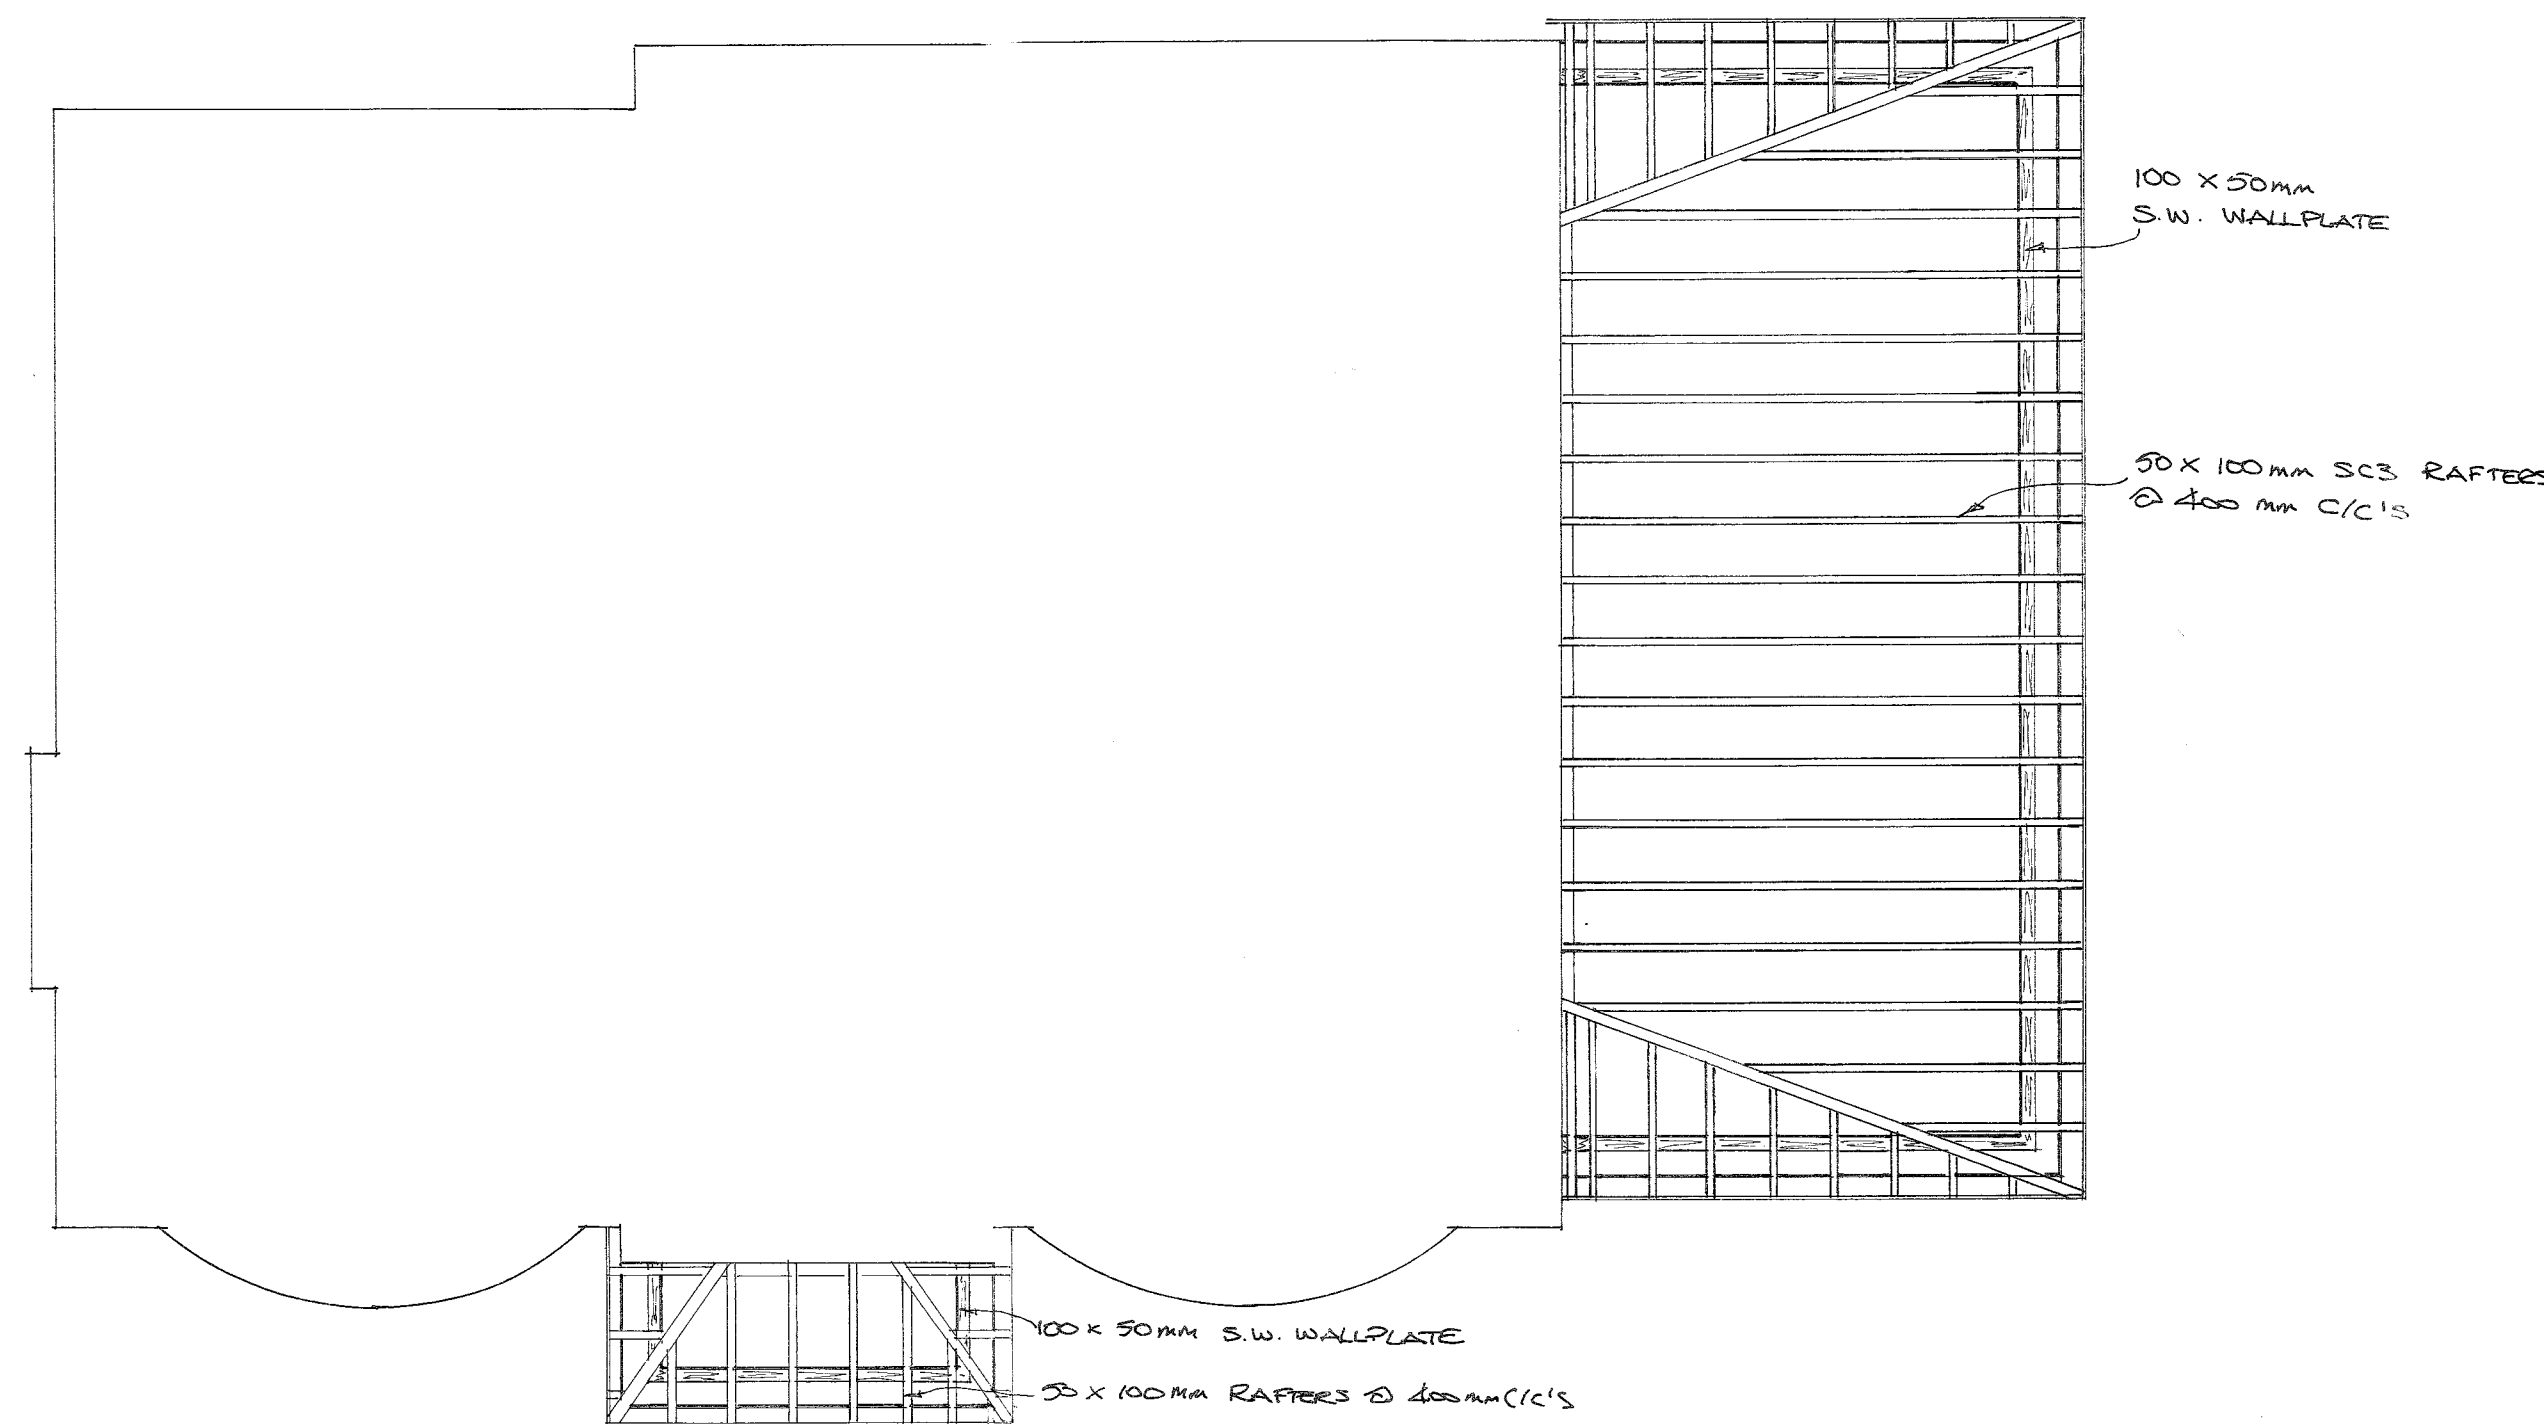 100 X 50mm
S.W. WALLPLATE
50 X 100mm SC3 RAFTERS
@ 400 mm C/C'S
100 x 50mm S.W. WALLPLATE
50 X 100mm RAFTERS @ 400mm C/C'S